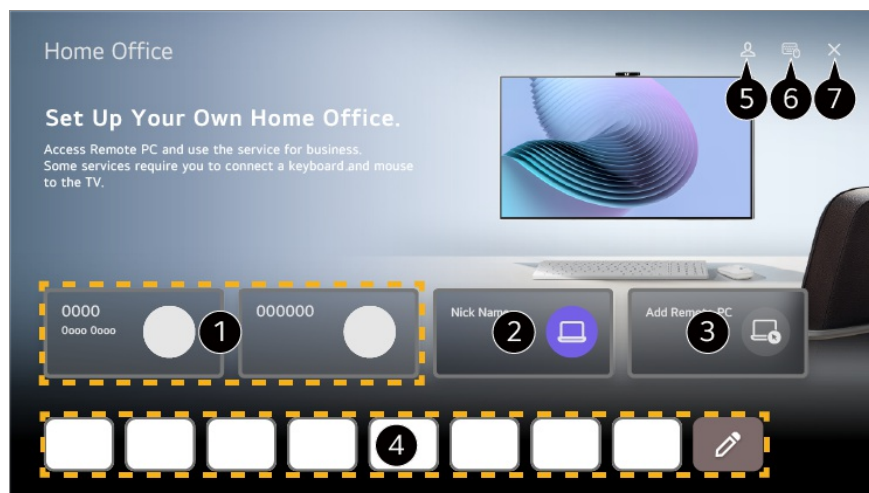 Home Office
5 6 7
Set Up Your Own Home Office.
Access Remote PC and use the service for business.
Some services require you to connect a keyboard and mouse
to the TV.
0000
0ooo 0ooo
1
000000
Nick Name
2
Add Remote PC
3
4